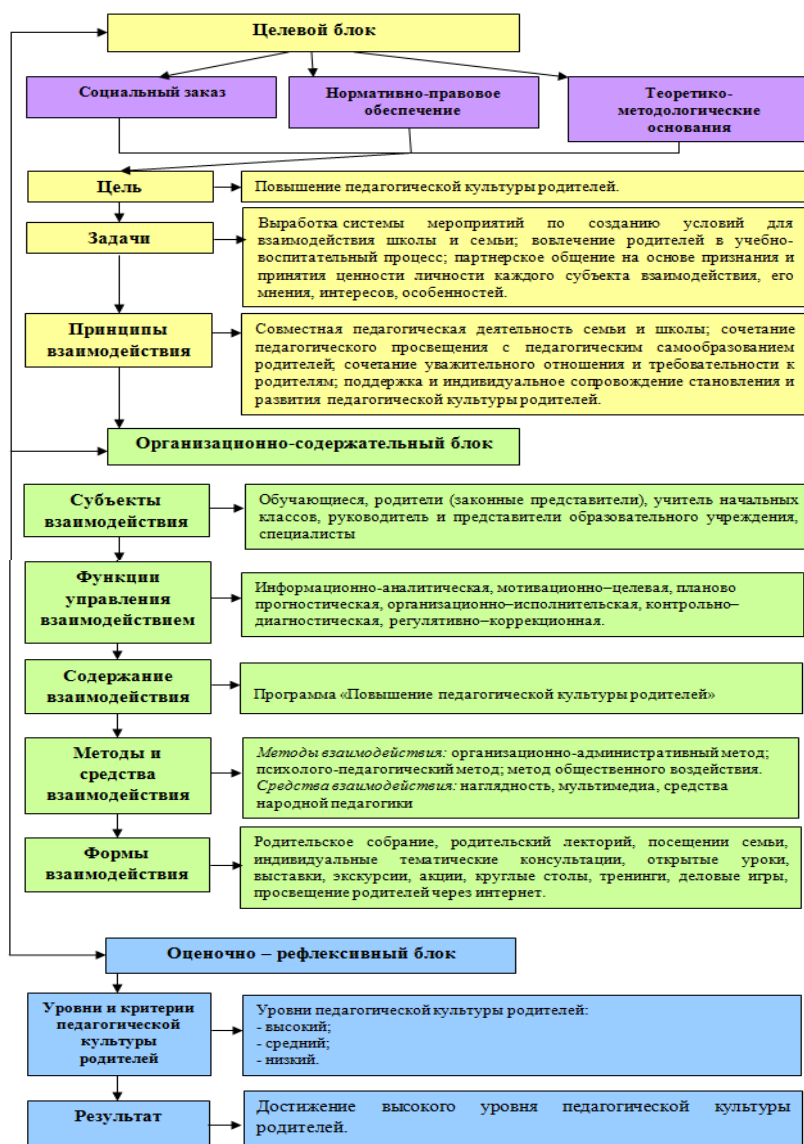 Целевой блок
Социальный заказ
Нормативно-правовое
обеспечение
Теоретико-
методологические
основания
Цель
Повышение педагогической культуры родителей.
Задачи
Выработка системы мероприятий по созданию условий для
взаимодействия школы и семьи; вовлечение родителей в учебно-
воспитательный процесс; партнерское общение на основе признания и
принятия ценности личности каждого субъекта взаимодействия, его
мнения, интересов, особенностей.
Принципы
взаимодействия
Совместная педагогическая деятельность семьи и школы; сочетание
педагогического просвещения с педагогическим самообразованием
родителей; сочетание уважительного отношения и требовательности к
родителям; поддержка и индивидуальное сопровождение становления и
развития педагогической культуры родителей.
Организационно-содержательный блок
Субъекты
взаимодействия
Обучающиеся, родители (законные представители), учитель начальных
классов, руководитель и представители образовательного учреждения,
специалисты
Функции
управления
взаимодействием
Информационно-аналитическая, мотивационно–целевая, планово
прогностическая, организационно–исполнительская, контрольно–
диагностическая, регулятивно–коррекционная.
Содержание
взаимодействия
Программа «Повышение педагогической культуры родителей»
Методы и
средства
взаимодействия
Методы взаимодействия: организационно-административный метод;
психолого-педагогический метод; метод общественного воздействия.
Средства взаимодействия: наглядность, мультимедиа, средства
народной педагогики
Формы
взаимодействия
Родительское собрание, родительский лекторий, посещении семьи,
индивидуальные тематические консультации, открытые уроки,
выставки, экскурсии, акции, круглые столы, тренинги, деловые игры,
просвещение родителей через интернет.
Оценочно – рефлексивный блок
Уровни и критерии
педагогической
культуры
родителей
Уровни педагогической культуры родителей:
- высокий;
- средний;
- низкий.
Результат
Достижение высокого уровня педагогической культуры
родителей.